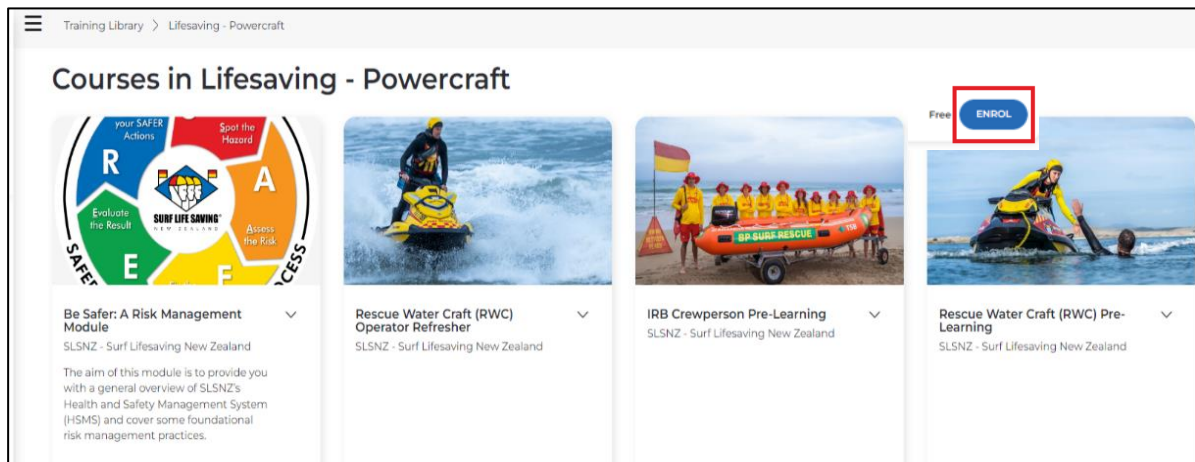 Training Library > Lifesaving - Powercraft
Courses in Lifesaving - Powercraft
Free ENROL
your SAFER
Actions
Spot the
Hazard
R
A
SURF LIFE SAVING
NEW ZEALAND
Evaluate
the Result
Assess
the Risk
E
F
SAFE
OCESS
BP SURF RESCUE
Be Safer: A Risk Management
Module
SLSNZ - Surf Lifesaving New Zealand
The aim of this module is to provide you
with a general overview of SLSNZ's
Health and Safety Management System
(HSMS) and cover some foundational
risk management practices.
Rescue Water Craft (RWC)
Operator Refresher
SLSNZ - Surf Lifesaving New Zealand
IRB Crewperson Pre-Learning
SLSNZ - Surf Lifesaving New Zealand
Rescue Water Craft (RWC) Pre-
Learning
SLSNZ - Surf Lifesaving New Zealand